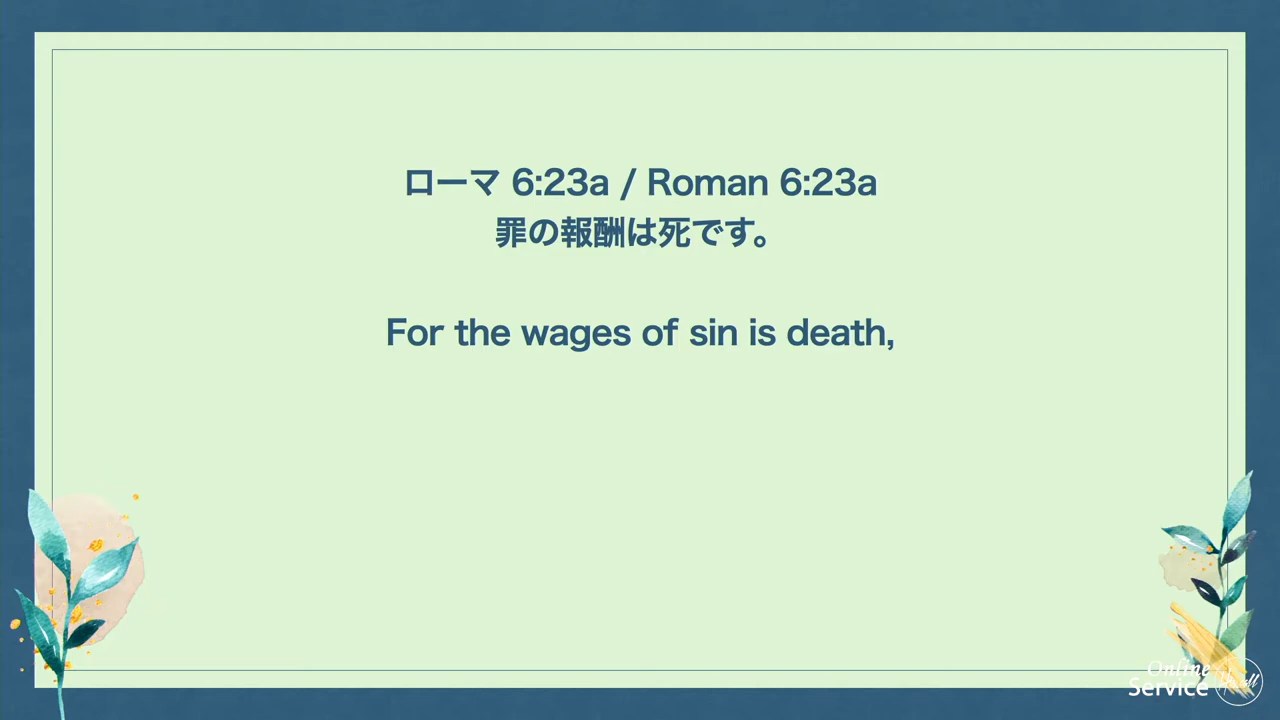 ローマ 6:23a / Roman 6:23a
罪の報酬は死です。
For the wages of sin is death,
Online
Service